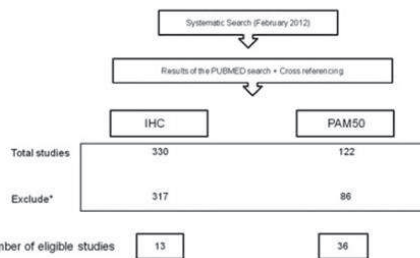 Systematic Search (February 2012)
Results of the PUBMED search + Cross referencing
IHC PAM50
Total studies 330 122
Exclude* 317 86
mber of eligible studies 13 36